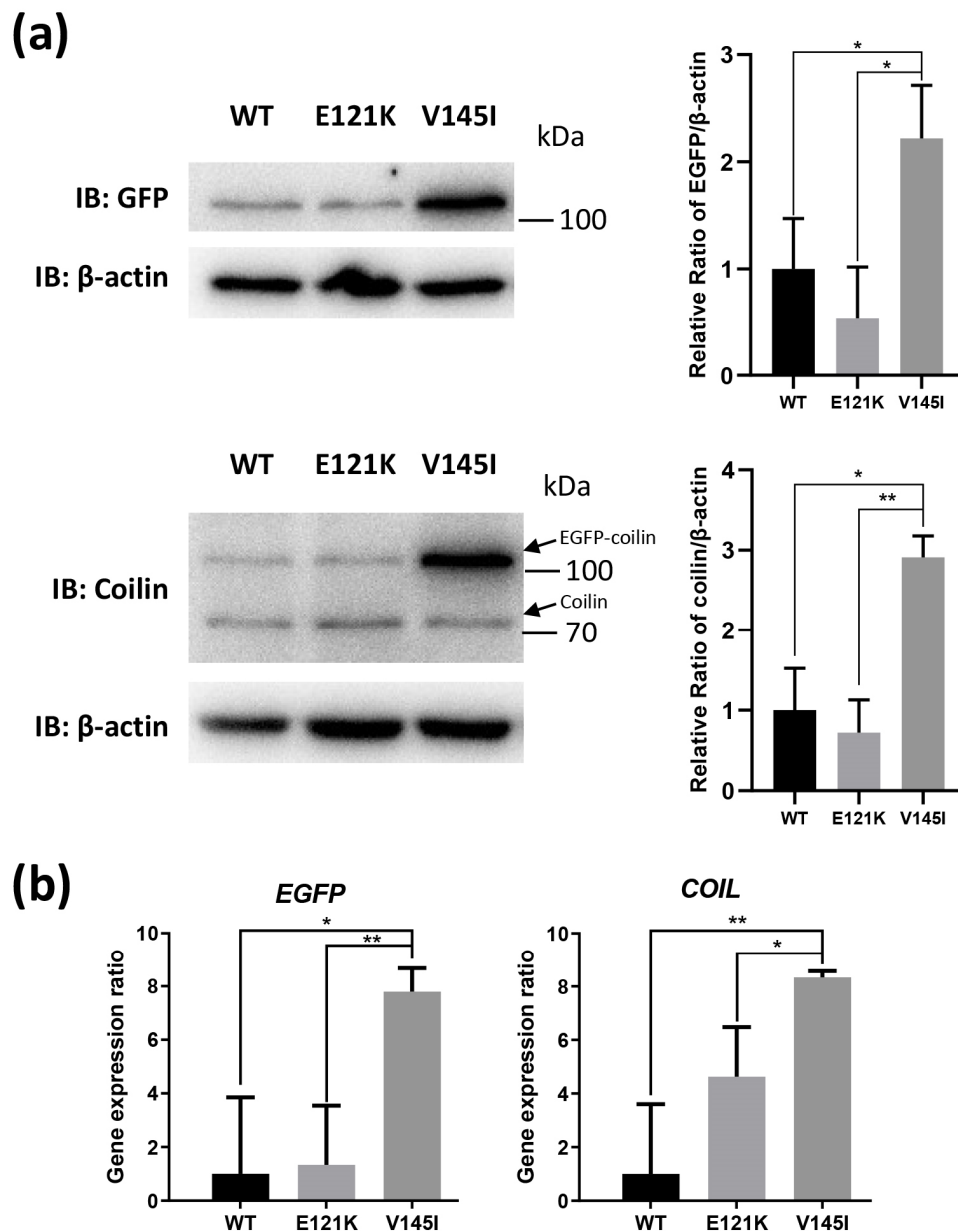 (a)
WT E121K V145I
kDa
IB: GFP
100
IB: β-actin
Relative Ratio of EGFP/β-actin
3
2
1
0
* 
*
WT E121K V145I
WT E121K V145I
kDa
IB: Coilin
EGFP-coilin
100
Coilin
70
IB: β-actin
Relative Ratio of coilin/β-actin
4
3
2
1
0
*
**
WT E121K V145I
(b)
EGFP
Gene expression ratio
10
8
6
4
2
0
*
**
WT E121K V145I
COIL
Gene expression ratio
10
8
6
4
2
0
**
*
WT E121K V145I